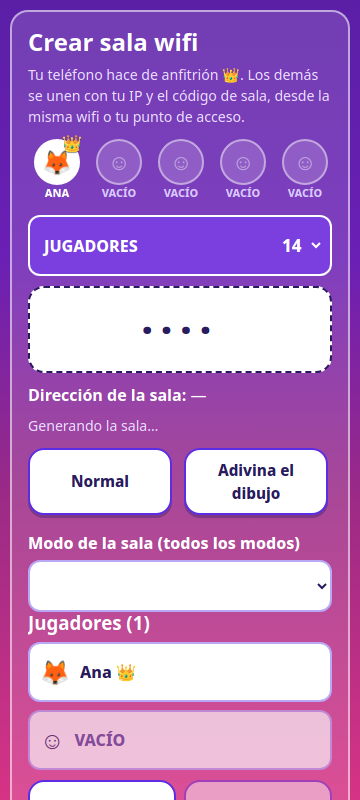 Crear sala wifi
Tu teléfono hace de anfitrión 👑. Los demás
se unen con tu IP y el código de sala, desde la
misma wifi o tu punto de acceso.
ANA VACÍO VACÍO VACÍO VACÍO
JUGADORES 14
••••
Dirección de la sala: —
Generando la sala...
Normal Adivina el
dibujo
Modo de la sala (todos los modos)
Jugadores (1)
Ana 👑
VACÍO